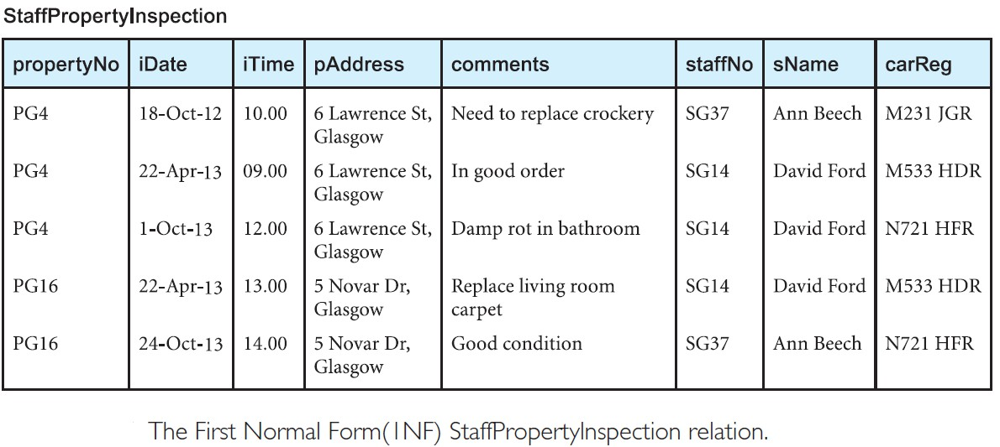 StaffPropertyInspection
propertyNo iDate iTime pAddress comments staffNo sName carReg
PG4 18-Oct-12 10.00 6 Lawrence St, Need to replace crockery SG37 Ann Beech M231 JGR
Glasgow
PG4 22-Apr-13 09.00 6 Lawrence St, In good order SG14 David Ford M533 HDR
Glasgow
PG4 1-Oct-13 12.00 6 Lawrence St, Damp rot in bathroom SG14 David Ford N721 HFR
Glasgow
PG16 22-Apr-13 13.00 5 Novar Dr, Replace living room SG14 David Ford M533 HDR
Glasgow carpet
PG16 24-Oct-13 14.00 5 Novar Dr, Good condition SG37 Ann Beech N721 HFR
Glasgow
The First Normal Form(1NF) StaffPropertyInspection relation.